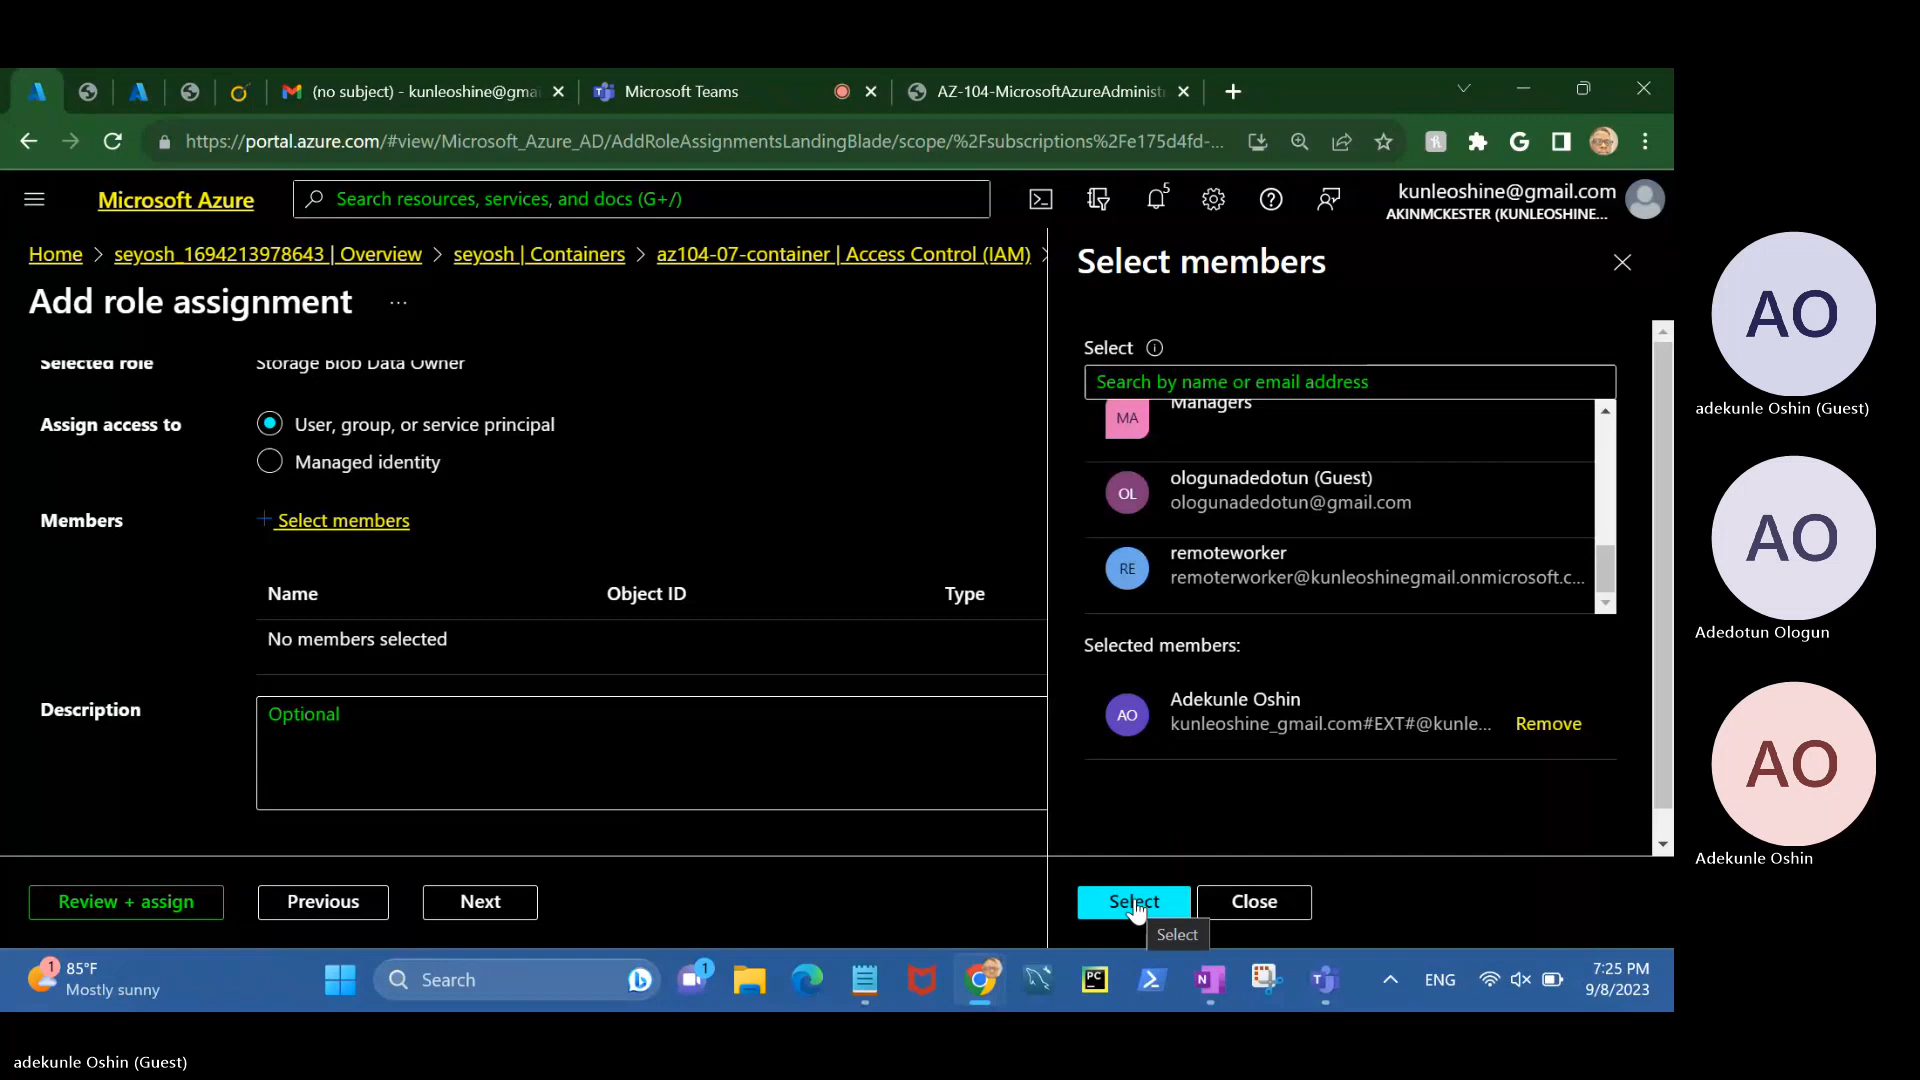 (no subject) - kunleoshine@gma
Microsoft Teams
AZ-104-MicrosoftAzureAdminist
https://portal.azure.com/#view/Microsoft_Azure_AD/AddRoleAssignmentsLandingBlade/scope/%2Fsubscriptions%2Fe175d4fd-...
Microsoft Azure
Search resources, services, and docs (G+/)
5
kunleoshine@gmail.com
AKINMCKESTER (KUNLEOSHINE...
Home > seyosh_1694213978643 | Overview > seyosh | Containers > az104-07-container | Access Control (IAM) >
Add role assignment ...
Selected role
Storage Blob Data Owner
Assign access to
User, group, or service principal
Managed identity
Members
+ Select members
Name
Object ID
Type
No members selected
Description
Optional
Review + assign
Previous
Next
Select members
Select
Search by name or email address
MA
Managers
OL
ologunadedotun (Guest)
ologunadedotun@gmail.com
RE
remoteworker
remoterworker@kunleoshinegmail.onmicrosoft.c...
Selected members:
AO
Adekunle Oshin
kunleoshine_gmail.com#EXT#@kunle...
Remove
Select
Close
Select
AO
adekunle Oshin (Guest)
AO
Adedotun Ologun
AO
Adekunle Oshin
1
85°F
Mostly sunny
Search
1
PC
N
T
ENG
7:25 PM
9/8/2023
adekunle Oshin (Guest)